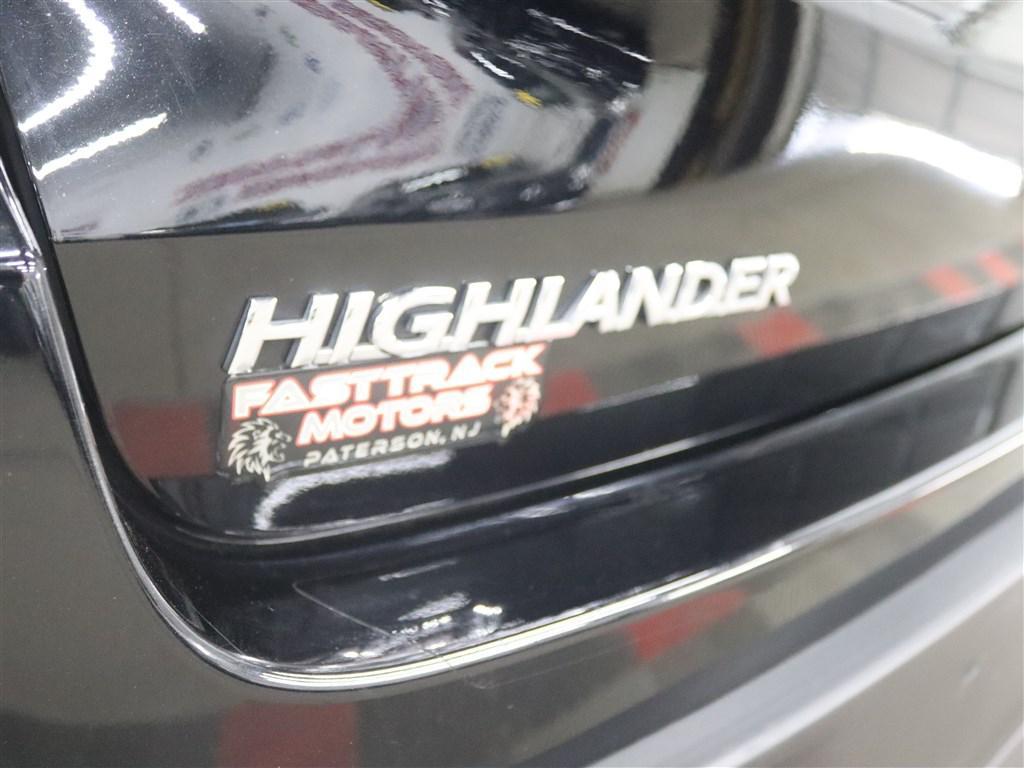 HIGHLANDER
FASTTRACK
MOTORS
PATERSON, NJ